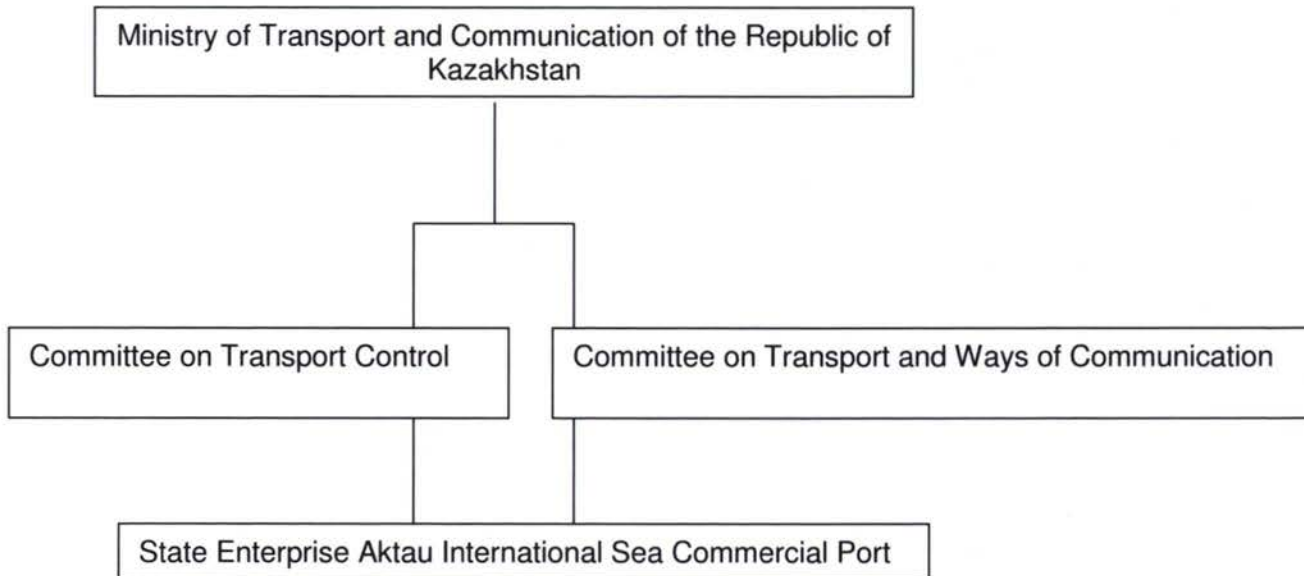 Ministry of Transport and Communication of the Republic of
Kazakhstan
Committee on Transport Control
Committee on Transport and Ways of Communication
State Enterprise Aktau International Sea Commercial Port